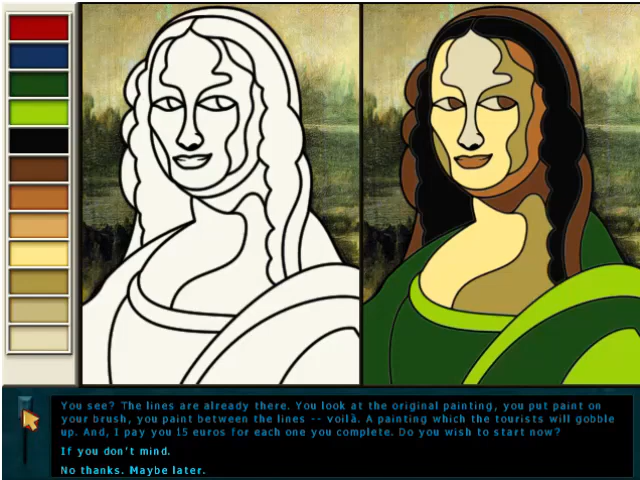 You see? The lines are already there. You look at the original painting, you put paint on
your brush, you paint between the lines -- voilà. A painting which the tourists will gobble
up. And, I pay you 15 euros for each one you complete. Do you wish to start now?
If you don't mind.
No thanks. Maybe later.